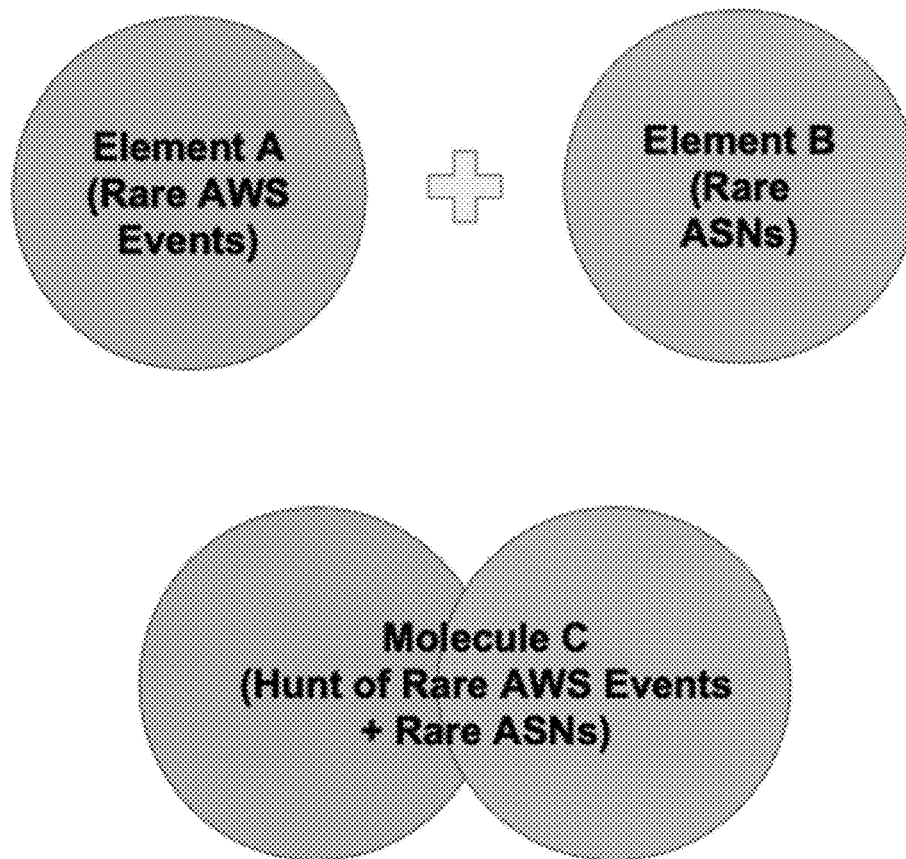 Element A
(Rare AWS
Events)
Element B
(Rare
ASNs)
Molecule C
(Hunt of Rare AWS Events
+ Rare ASNs)